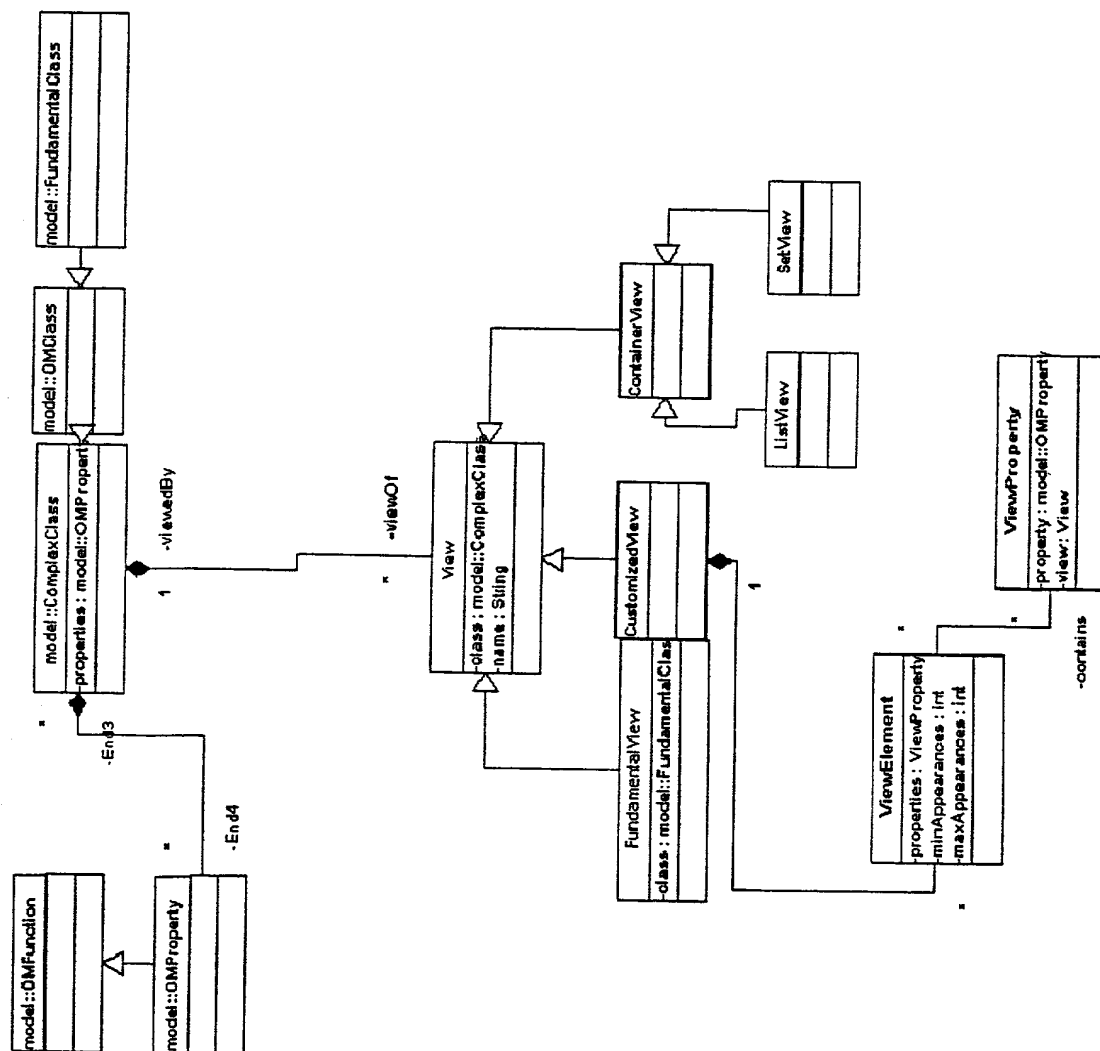 model::OMFunction
model::OMProperty
-End4
*
-End3
*
model::ComplexClass
-properties : model::OMProperty
model::OMClass
model::FundamentalClass
-viewedBy
1
-viewOf
*
View
-class : model::ComplexClass
-name : String
FundamentalView
-class : model::FundamentalClas
CustomizedView
ContainerView
ListView
SetView
1
*
ViewElement
-properties : ViewProperty
-minAppearances : int
-maxAppearances : int
*
*
-contains
ViewProperty
-property : model::OMProperty
-view : View